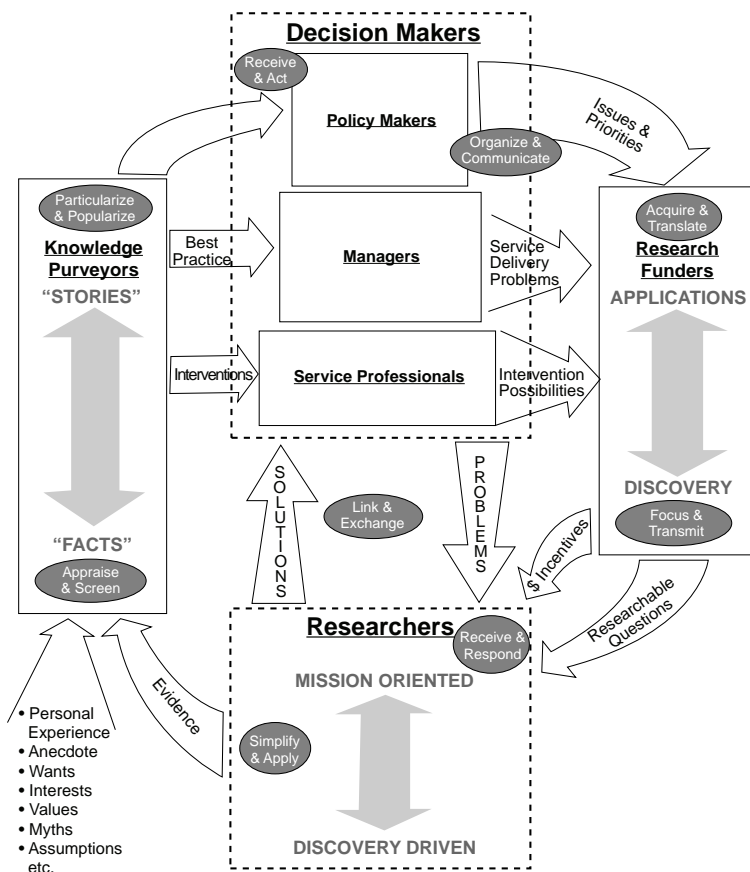 Decision Makers
Receive
& Act
Policy Makers
Organize &
Communicate
Issues &
Priorities
Particularize
& Popularize
Knowledge
Purveyors
“STORIES”
Best
Practice
Managers
Service
Delivery
Problems
Acquire &
Translate
Research
Funders
APPLICATIONS
Interventions
Service Professionals
Intervention
Possibilities
“FACTS”
Appraise
& Screen
SOLUTIONS
Link &
Exchange
PROBLEMS
DISCOVERY
Focus &
Transmit
$ Incentives
Researchable
Questions
Researchers
Receive &
Respond
MISSION ORIENTED
Evidence
Simplify
& Apply
DISCOVERY DRIVEN
• Personal
Experience
• Anecdote
• Wants
• Interests
• Values
• Myths
• Assumptions
etc.